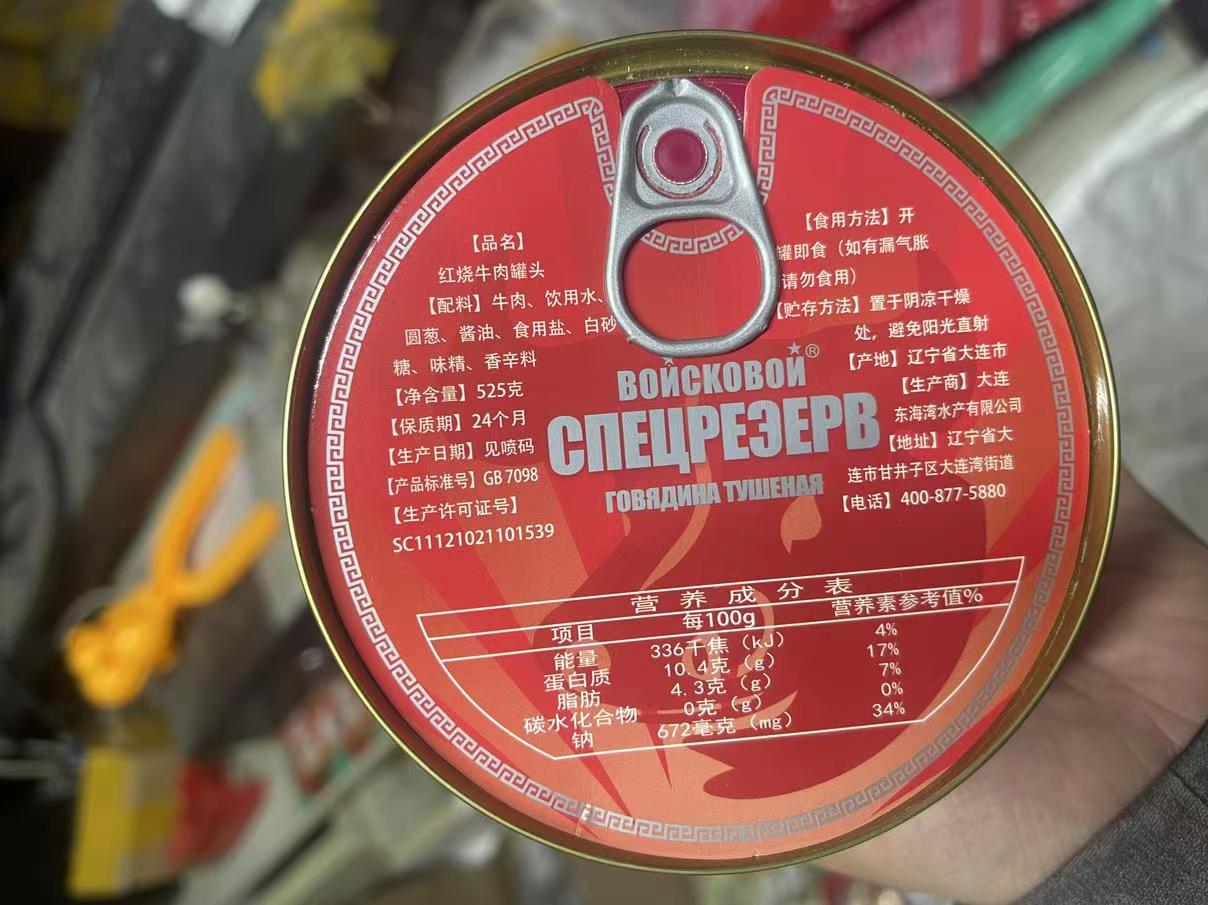 【品名】
红烧牛肉罐头
【配料】牛肉、饮用水、
圆葱、酱油、食用盐、白砂
糖、味精、香辛料
【净含量】525克
【保质期】24个月
【生产日期】见喷码
【产品标准号】GB 7098
【生产许可证号】
SC11121021101539
【食用方法】开
罐即食（如有漏气胀
请勿食用）
【贮存方法】置于阴凉干燥
处，避免阳光直射
【产地】辽宁省大连市
【生产商】大连
东海湾水产有限公司
【地址】辽宁省大
连市甘井子区大连湾街道
【电话】400-877-5880
ВОЙСКОВОЙ®
СПЕЦРЕЭЕРВ
ГОВЯДИНА ТУШЕНАЯ
营养成分表
项目 每100g 营养素参考值%
能量 336千焦（kJ） 4%
蛋白质 10.4克（g） 17%
脂肪 4.3克（g） 7%
碳水化合物 0克（g） 0%
钠 672毫克（mg） 34%